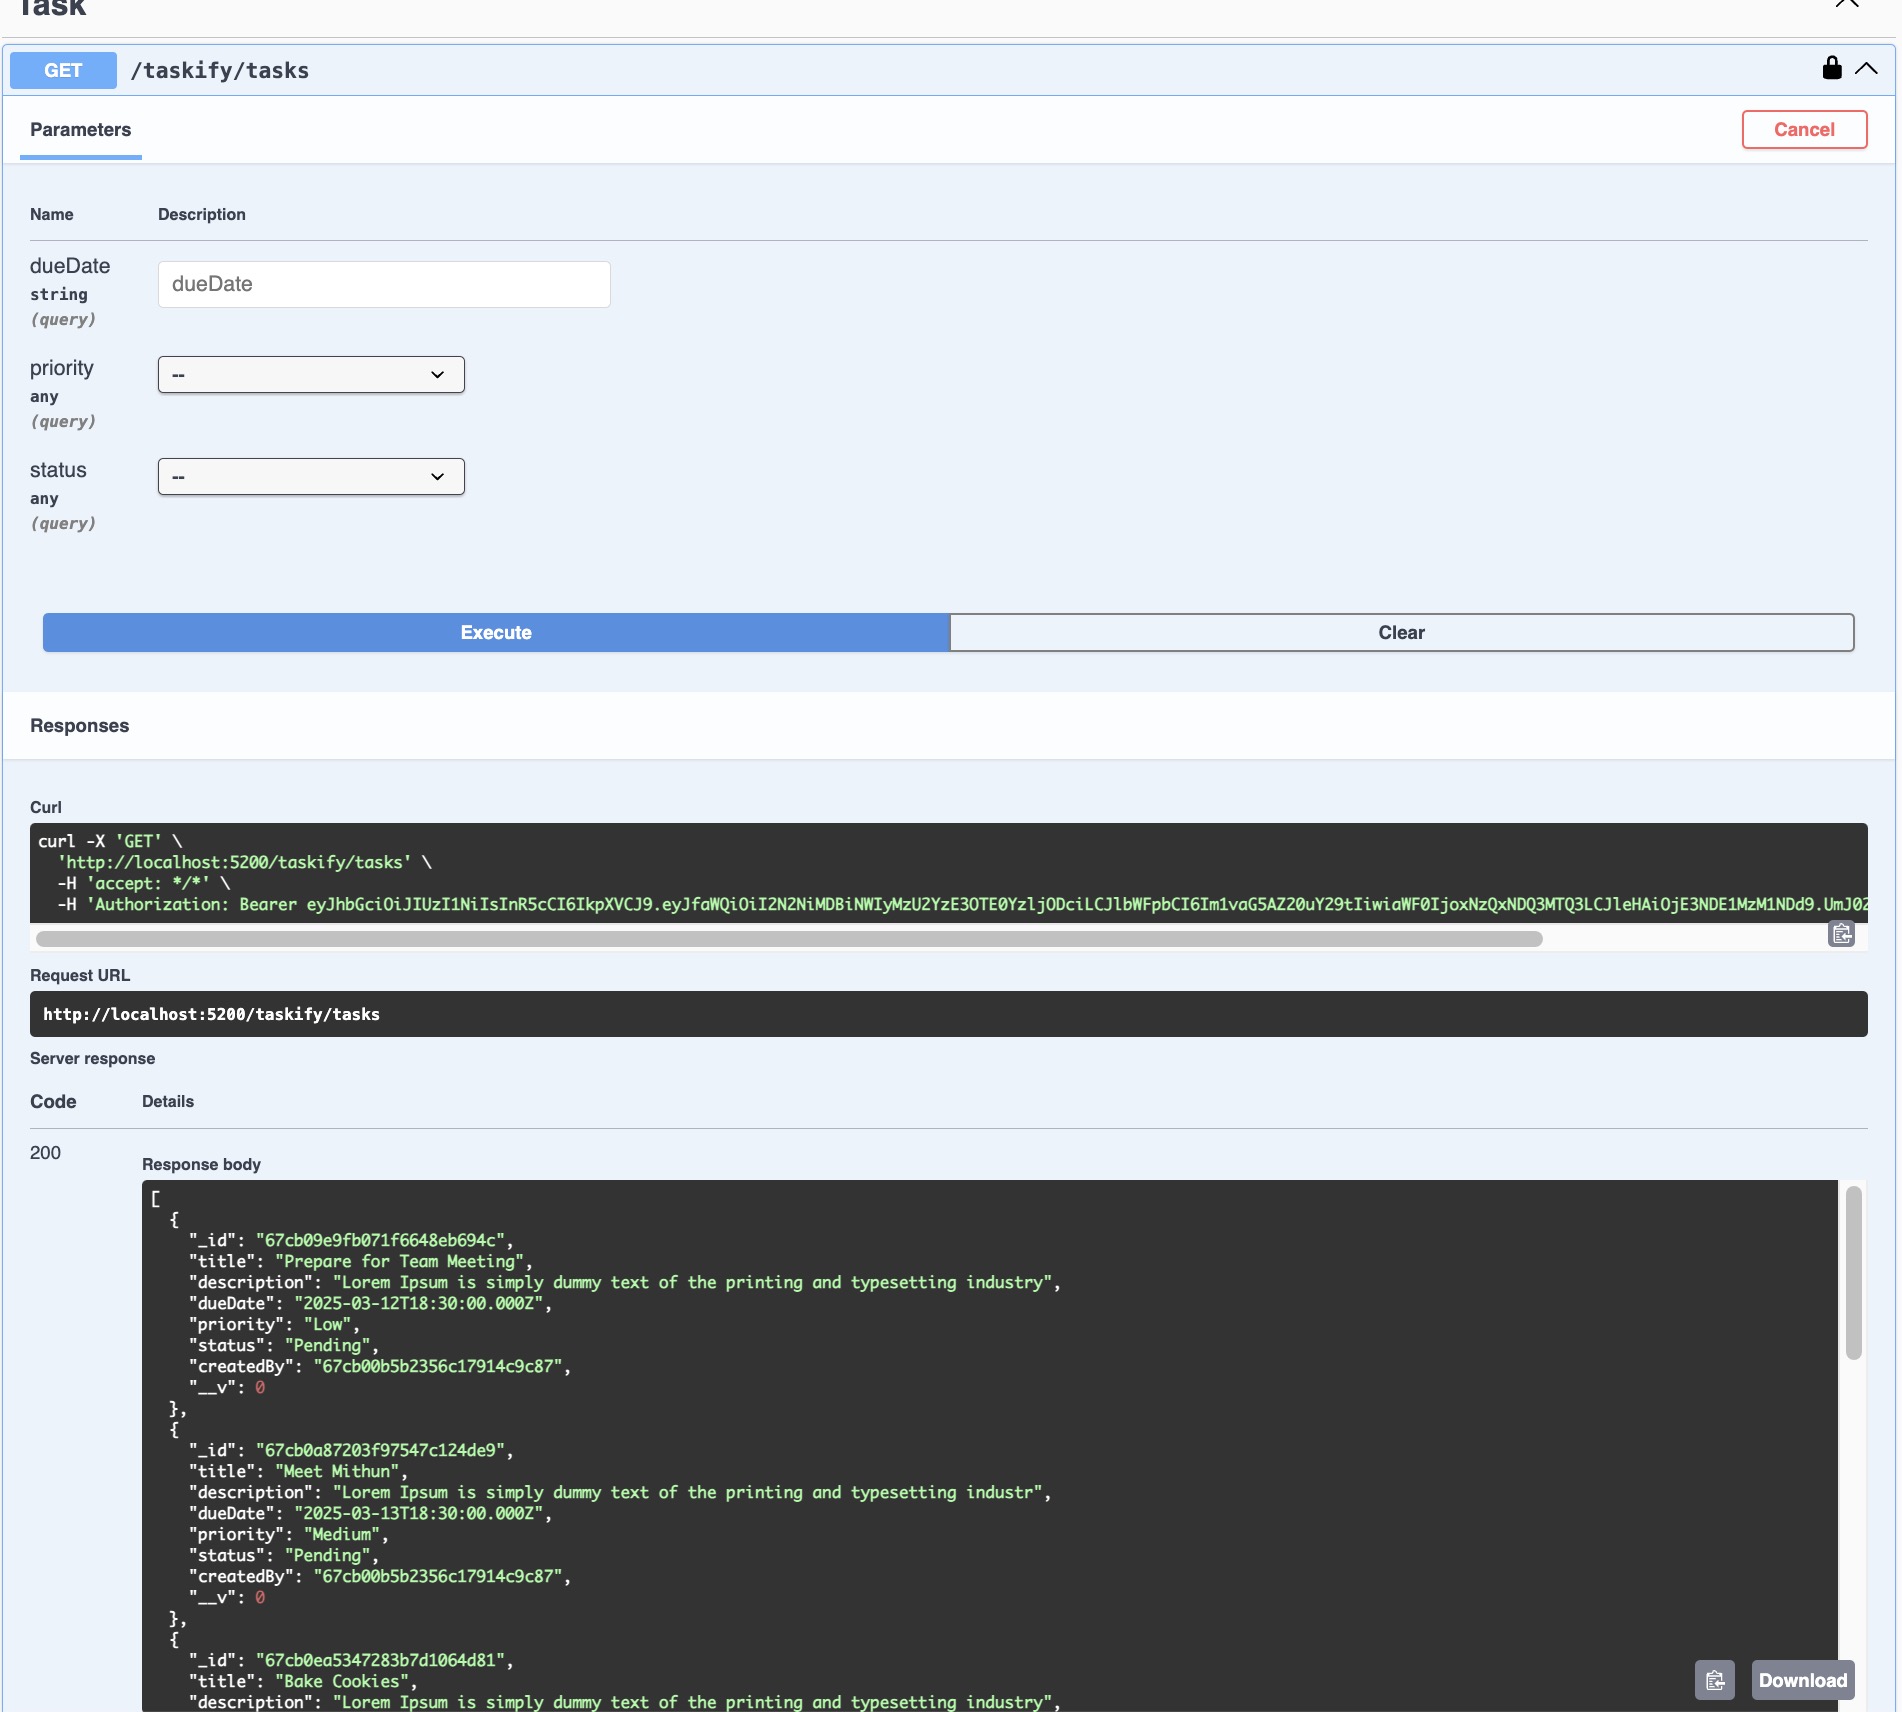 Task
GET /taskify/tasks
Parameters
Cancel
Name Description
dueDate
string
(query)
dueDate
priority
any
(query)
--
status
any
(query)
--
Execute
Clear
Responses
Curl
curl -X 'GET' \
'http://localhost:5200/taskify/tasks' \
-H 'accept: */*' \
-H 'Authorization: Bearer eyJhbGciOiJIUzI1NiIsInR5cCI6IkpXVCJ9.eyJfaWQiOiI2N2NiMDBiNWIyMzU2YzE3OTE0YzljODciLCJlbWFpbCI6Im1vaG5AZ20uY29tIiwiaWF0IjoxNzQxNDQ3MTQ3LCJleHAiOjE3NDE1MzM1NDd9.UmJ02
Request URL
http://localhost:5200/taskify/tasks
Server response
Code Details
200
Response body
[
{
"_id": "67cb09e9fb071f6648eb694c",
"title": "Prepare for Team Meeting",
"description": "Lorem Ipsum is simply dummy text of the printing and typesetting industry",
"dueDate": "2025-03-12T18:30:00.000Z",
"priority": "Low",
"status": "Pending",
"createdBy": "67cb00b5b2356c17914c9c87",
"__v": 0
},
{
"_id": "67cb0a87203f97547c124de9",
"title": "Meet Mithun",
"description": "Lorem Ipsum is simply dummy text of the printing and typesetting industr",
"dueDate": "2025-03-13T18:30:00.000Z",
"priority": "Medium",
"status": "Pending",
"createdBy": "67cb00b5b2356c17914c9c87",
"__v": 0
},
{
"_id": "67cb0ea5347283b7d1064d81",
"title": "Bake Cookies",
"description": "Lorem Ipsum is simply dummy text of the printing and typesetting industry",
Download